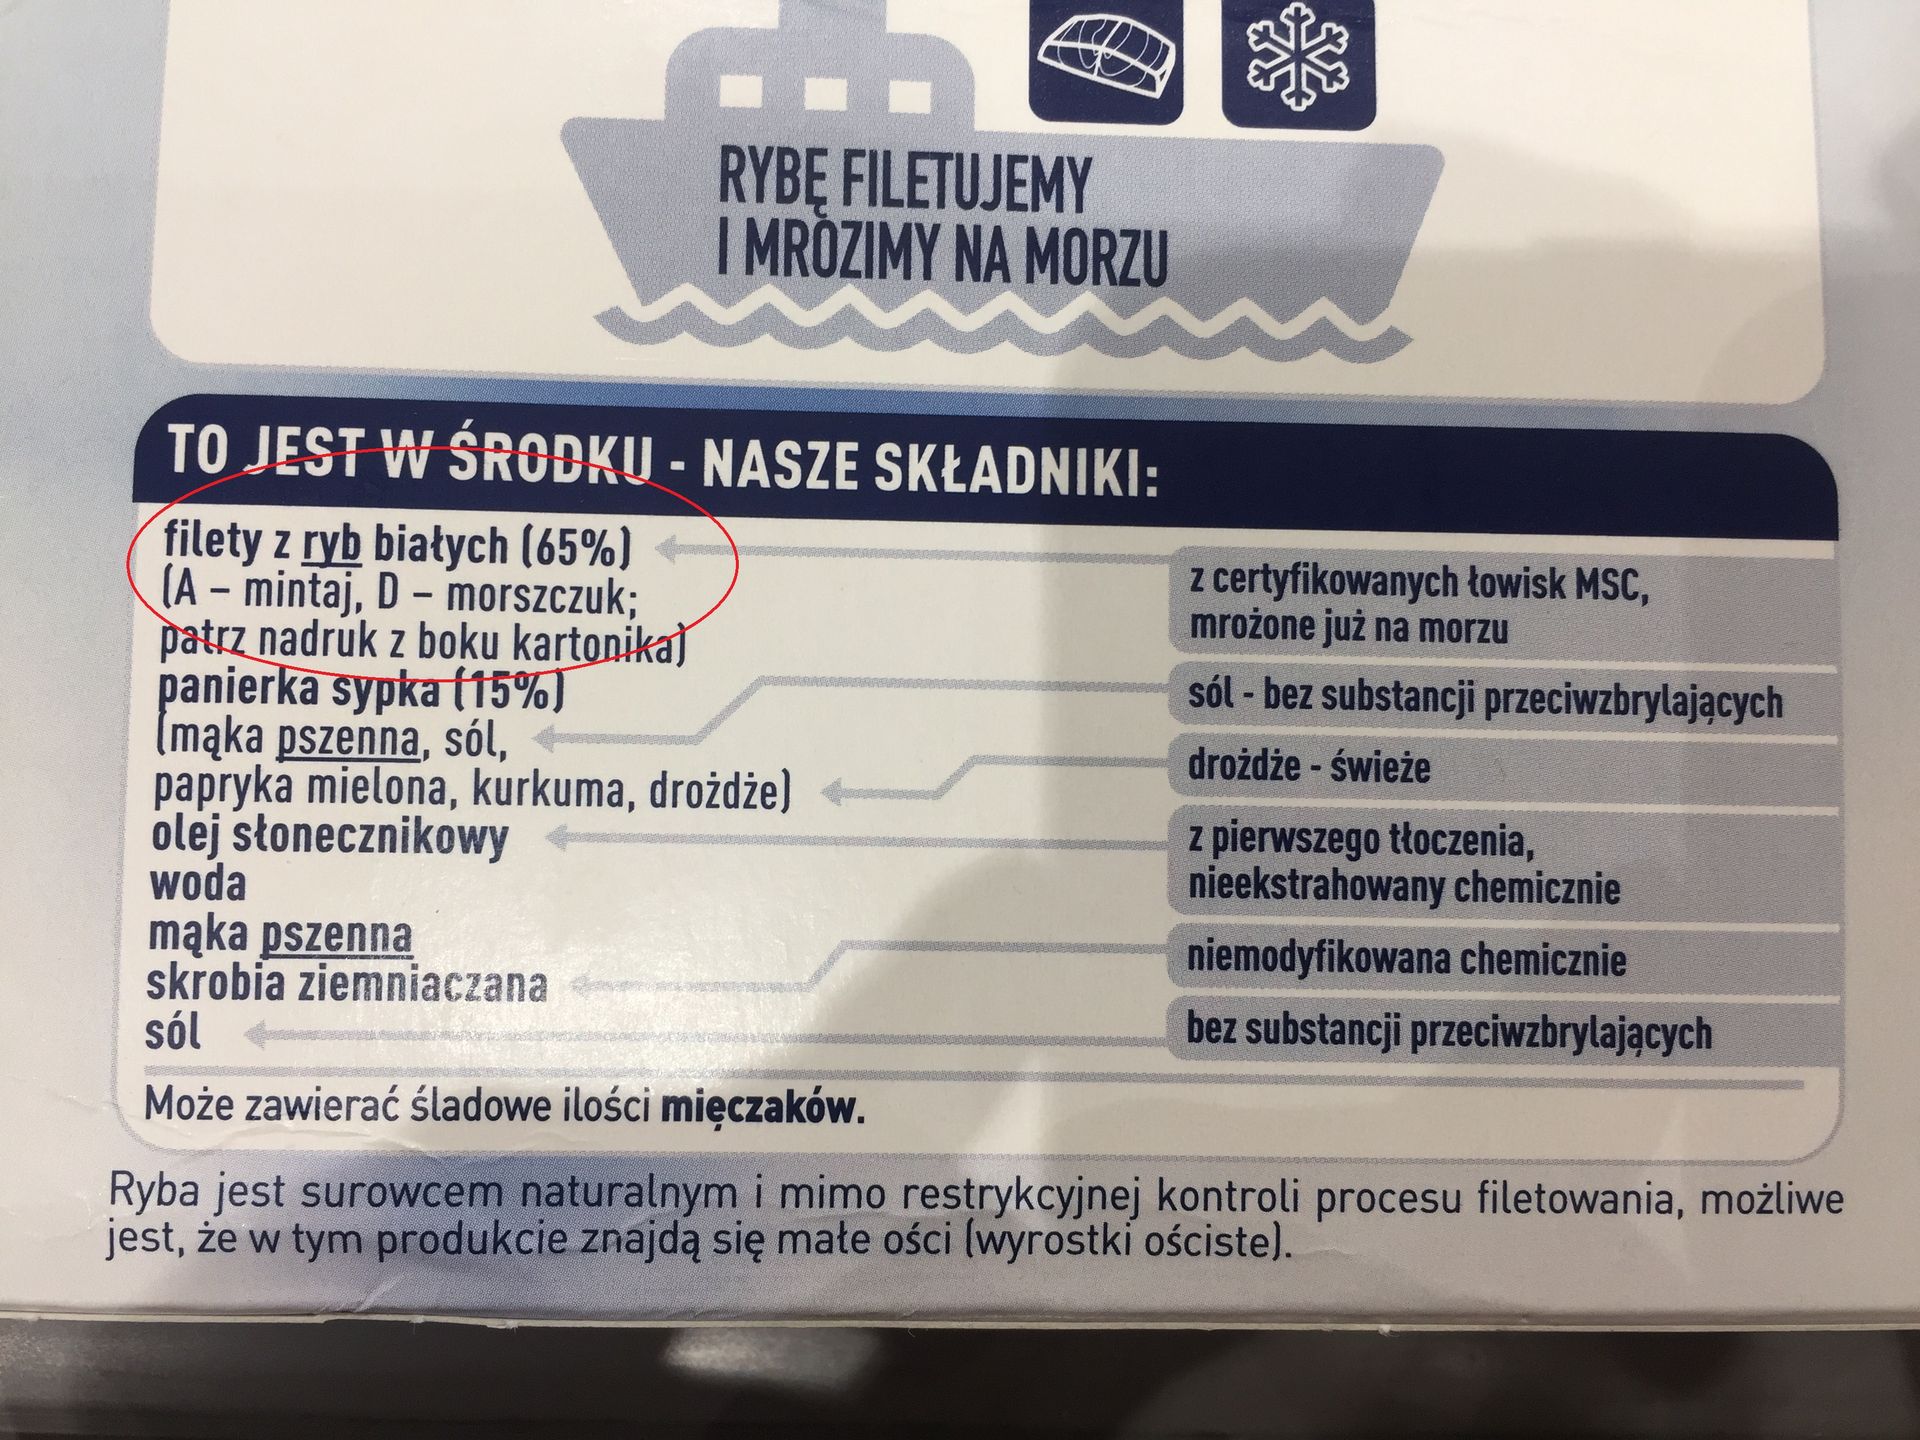 RYBĘ FILETUJEMY
I MROZIMY NA MORZU
TO JEST W ŚRODKU - NASZE SKŁADNIKI:
filety z ryb białych (65%)
(A – mintaj, D – morszczuk;
patrz nadruk z boku kartonika)
z certyfikowanych łowisk MSC,
mrożone już na morzu
panierka sypka (15%)
(mąka pszenna, sól,
sól - bez substancji przeciwzbrylających
papryka mielona, kurkuma, drożdże)
drożdże - świeże
olej słonecznikowy
z pierwszego tłoczenia,
nieekstrahowany chemicznie
woda
mąka pszenna
skrobia ziemniaczana
niemodyfikowana chemicznie
sól
bez substancji przeciwzbrylających
Może zawierać śladowe ilości mięczaków.
Ryba jest surowcem naturalnym i mimo restrykcyjnej kontroli procesu filetowania, możliwe
jest, że w tym produkcie znajdą się małe ości (wyrostki ościste).